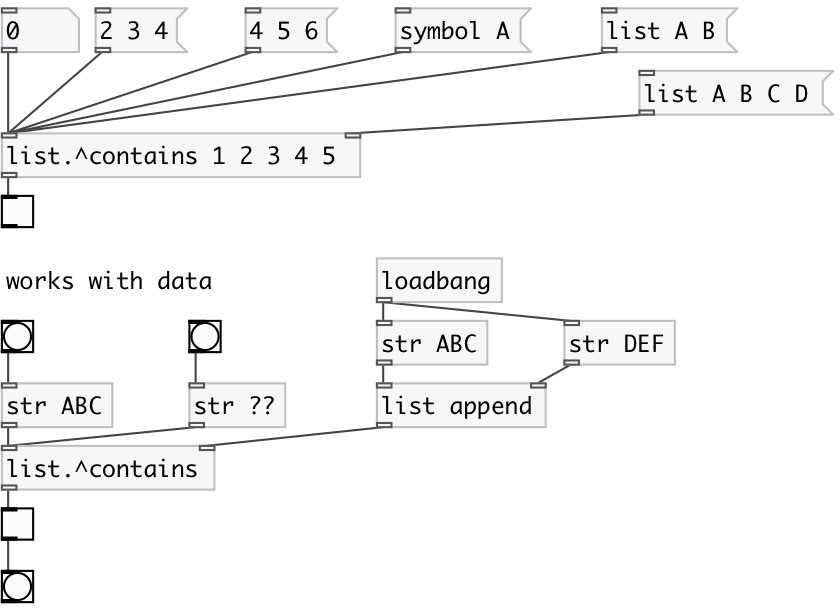 0
2 3 4
4 5 6
symbol A
list A B
list A B C D
list.^contains 1 2 3 4 5
works with data
loadbang
str ABC
str DEF
str ABC
str ??
list append
list.^contains